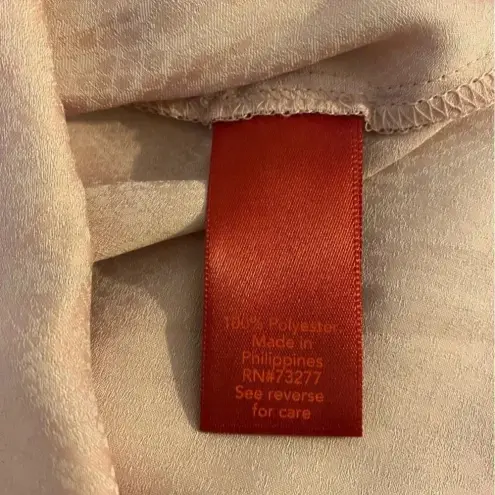 100% Polyester
Made in
Philippines
RN#73277
See reverse
for care